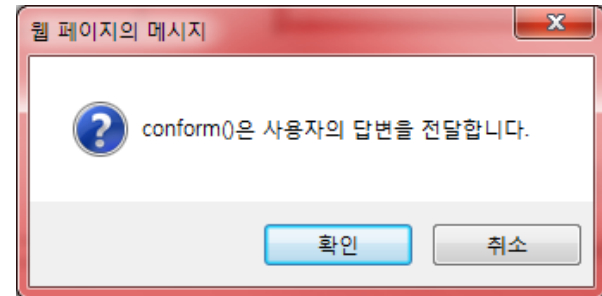 웹 페이지의 메시지
conform()은 사용자의 답변을 전달합니다.
확인
취소